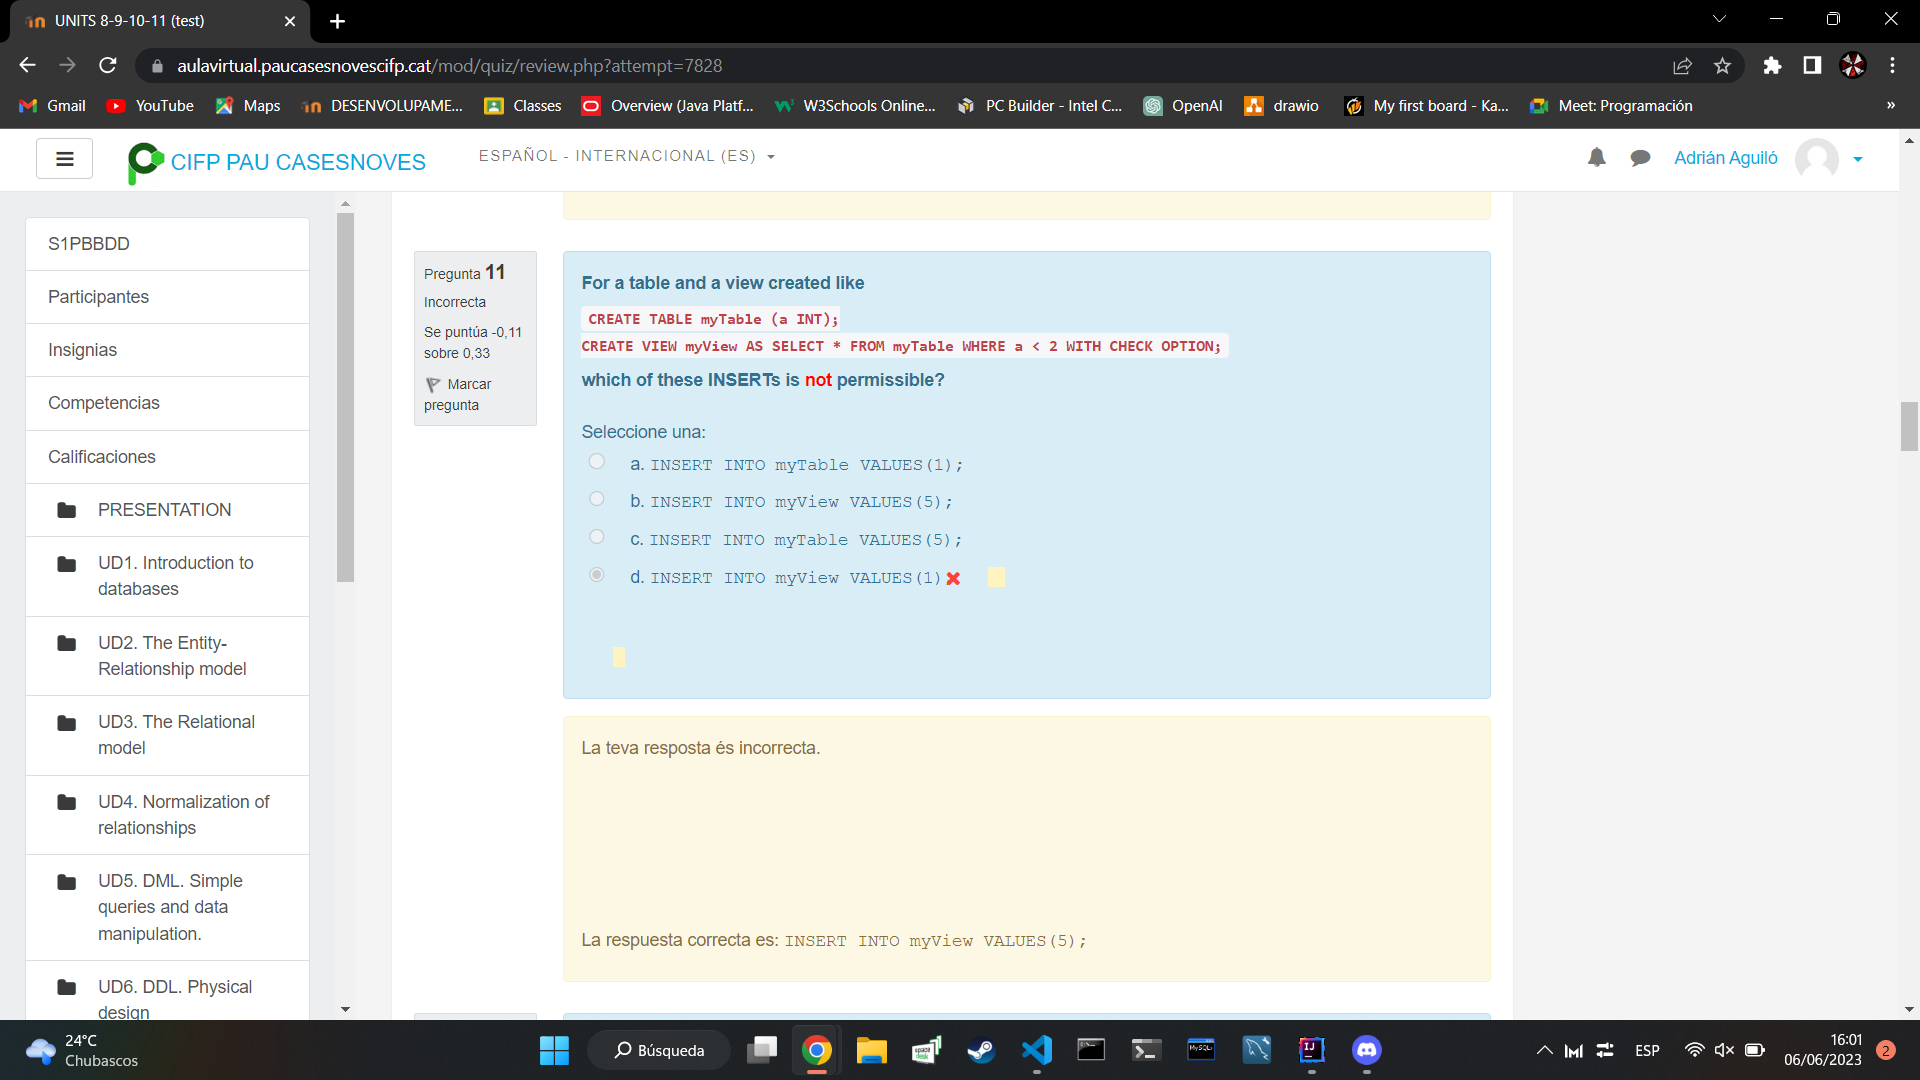 UNITS 8-9-10-11 (test)
aulavirtual.paucasesnovescifp.cat/mod/quiz/review.php?attempt=7828
Gmail YouTube Maps DESENVOLUPAME... Classes Overview (Java Platf... W3Schools Online... PC Builder - Intel C... OpenAI drawio My first board - Ka... Meet: Programación »
CIFP PAU CASESNOVES
ESPAÑOL - INTERNACIONAL (ES)
Adrián Aguiló
S1PBBDD
Participantes
Insignias
Competencias
Calificaciones
PRESENTATION
UD1. Introduction to
databases
UD2. The Entity-
Relationship model
UD3. The Relational
model
UD4. Normalization of
relationships
UD5. DML. Simple
queries and data
manipulation.
UD6. DDL. Physical
design
Pregunta 11
Incorrecta
Se puntúa -0,11
sobre 0,33
Marcar
pregunta
For a table and a view created like
CREATE TABLE myTable (a INT);
CREATE VIEW myView AS SELECT * FROM myTable WHERE a < 2 WITH CHECK OPTION;
which of these INSERTs is not permissible?
Seleccione una:
a. INSERT INTO myTable VALUES(1);
b. INSERT INTO myView VALUES(5);
c. INSERT INTO myTable VALUES(5);
d. INSERT INTO myView VALUES(1)
La teva resposta és incorrecta.
La respuesta correcta es: INSERT INTO myView VALUES(5);
24°C
Chubascos
Búsqueda
ESP
16:01
06/06/2023
2